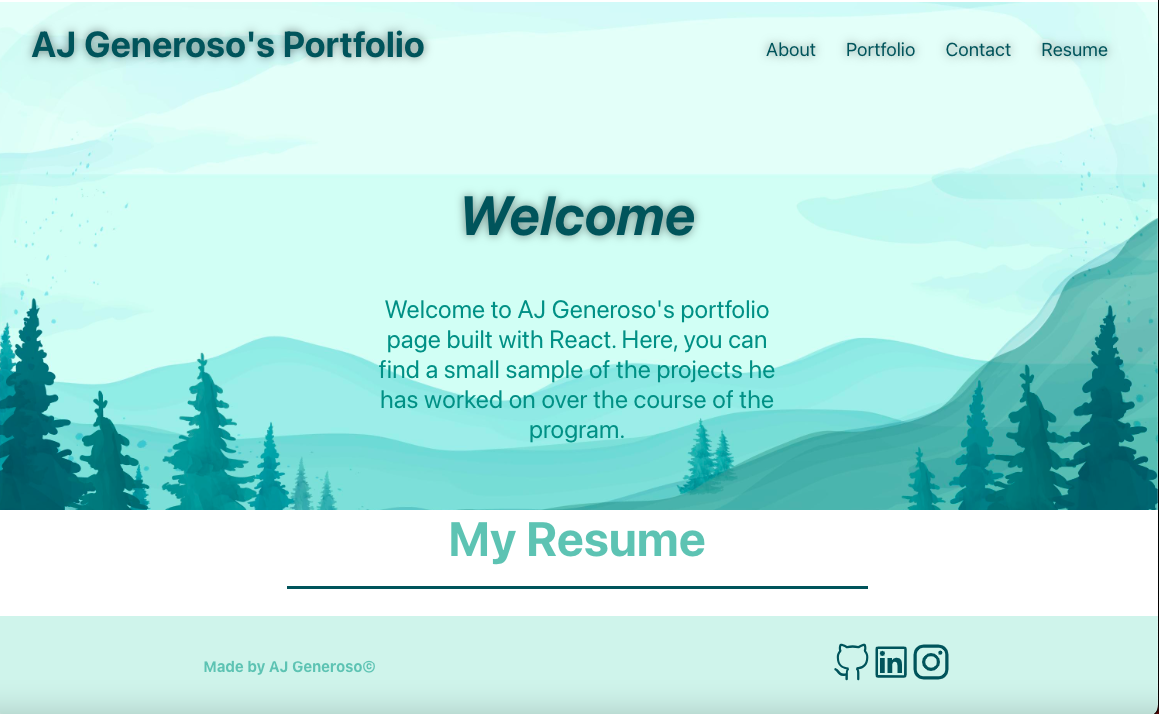 AJ Generoso's Portfolio
About Portfolio Contact Resume
Welcome
Welcome to AJ Generoso's portfolio
page built with React. Here, you can
find a small sample of the projects he
has worked on over the course of the
program.
My Resume
Made by AJ Generoso©
in